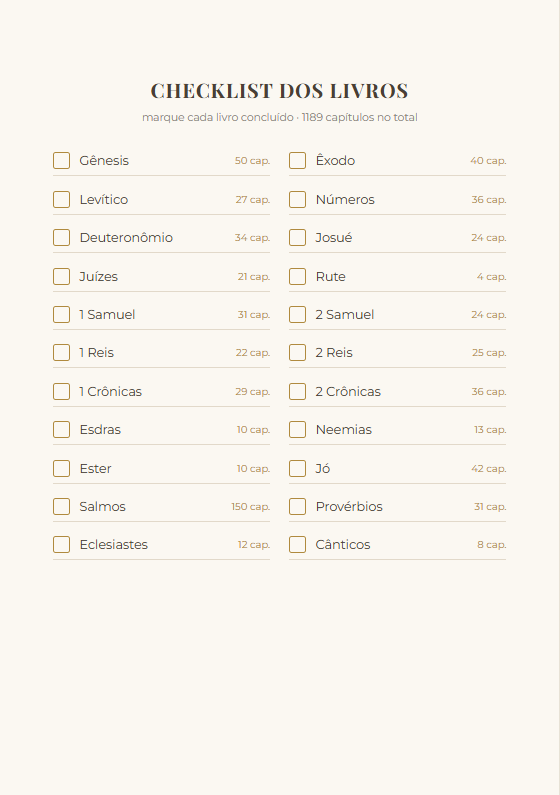 CHECKLIST DOS LIVROS
marque cada livro concluído · 1189 capítulos no total
Gênesis 50 cap. Êxodo 40 cap.
Levítico 27 cap. Números 36 cap.
Deuteronômio 34 cap. Josué 24 cap.
Juízes 21 cap. Rute 4 cap.
1 Samuel 31 cap. 2 Samuel 24 cap.
1 Reis 22 cap. 2 Reis 25 cap.
1 Crônicas 29 cap. 2 Crônicas 36 cap.
Esdras 10 cap. Neemias 13 cap.
Ester 10 cap. Jó 42 cap.
Salmos 150 cap. Provérbios 31 cap.
Eclesiastes 12 cap. Cânticos 8 cap.